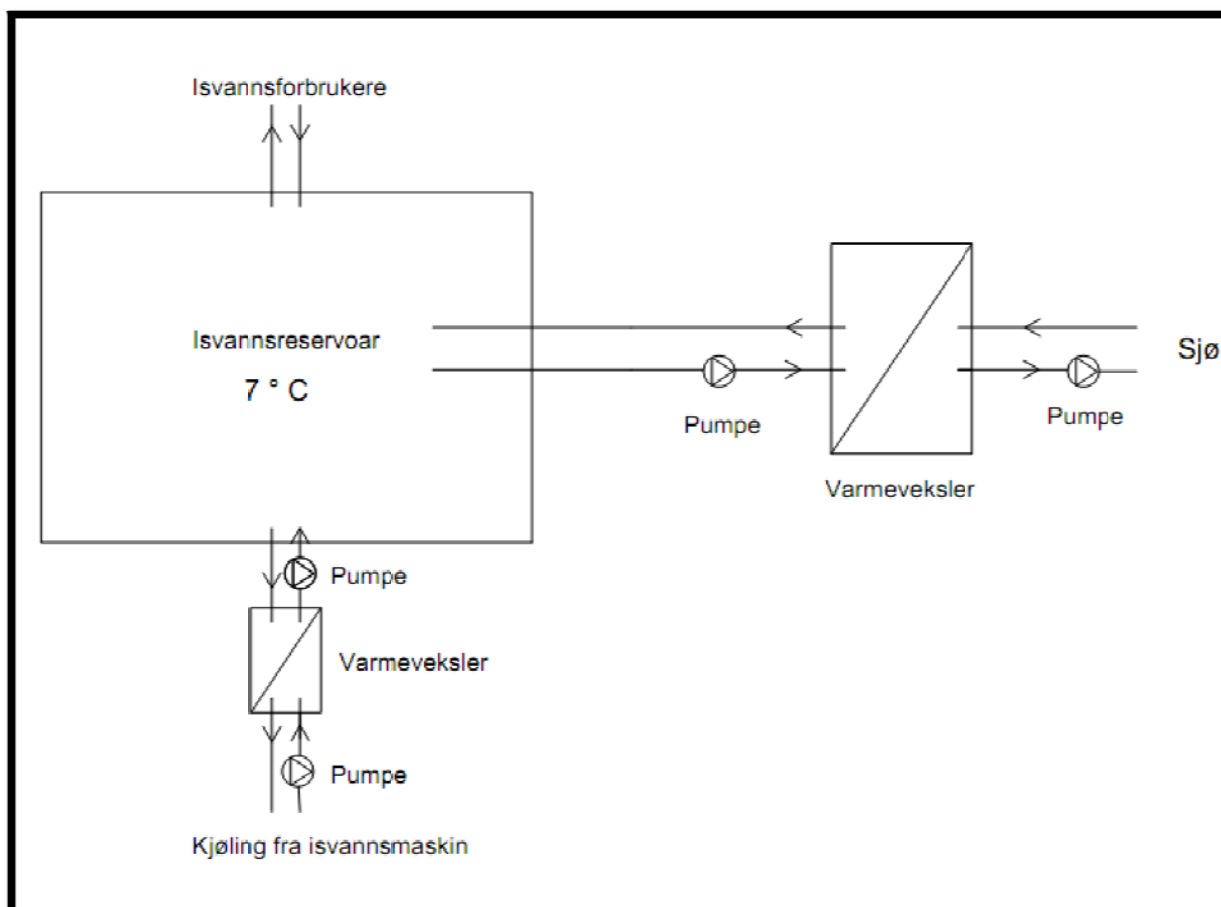 Isvannsforbrukere
Isvannsreservoar
7 ° C
Sjø
Pumpe
Pumpe
Varmeveksler
Pumpe
Varmeveksler
Pumpe
Kjøling fra isvannsmaskin